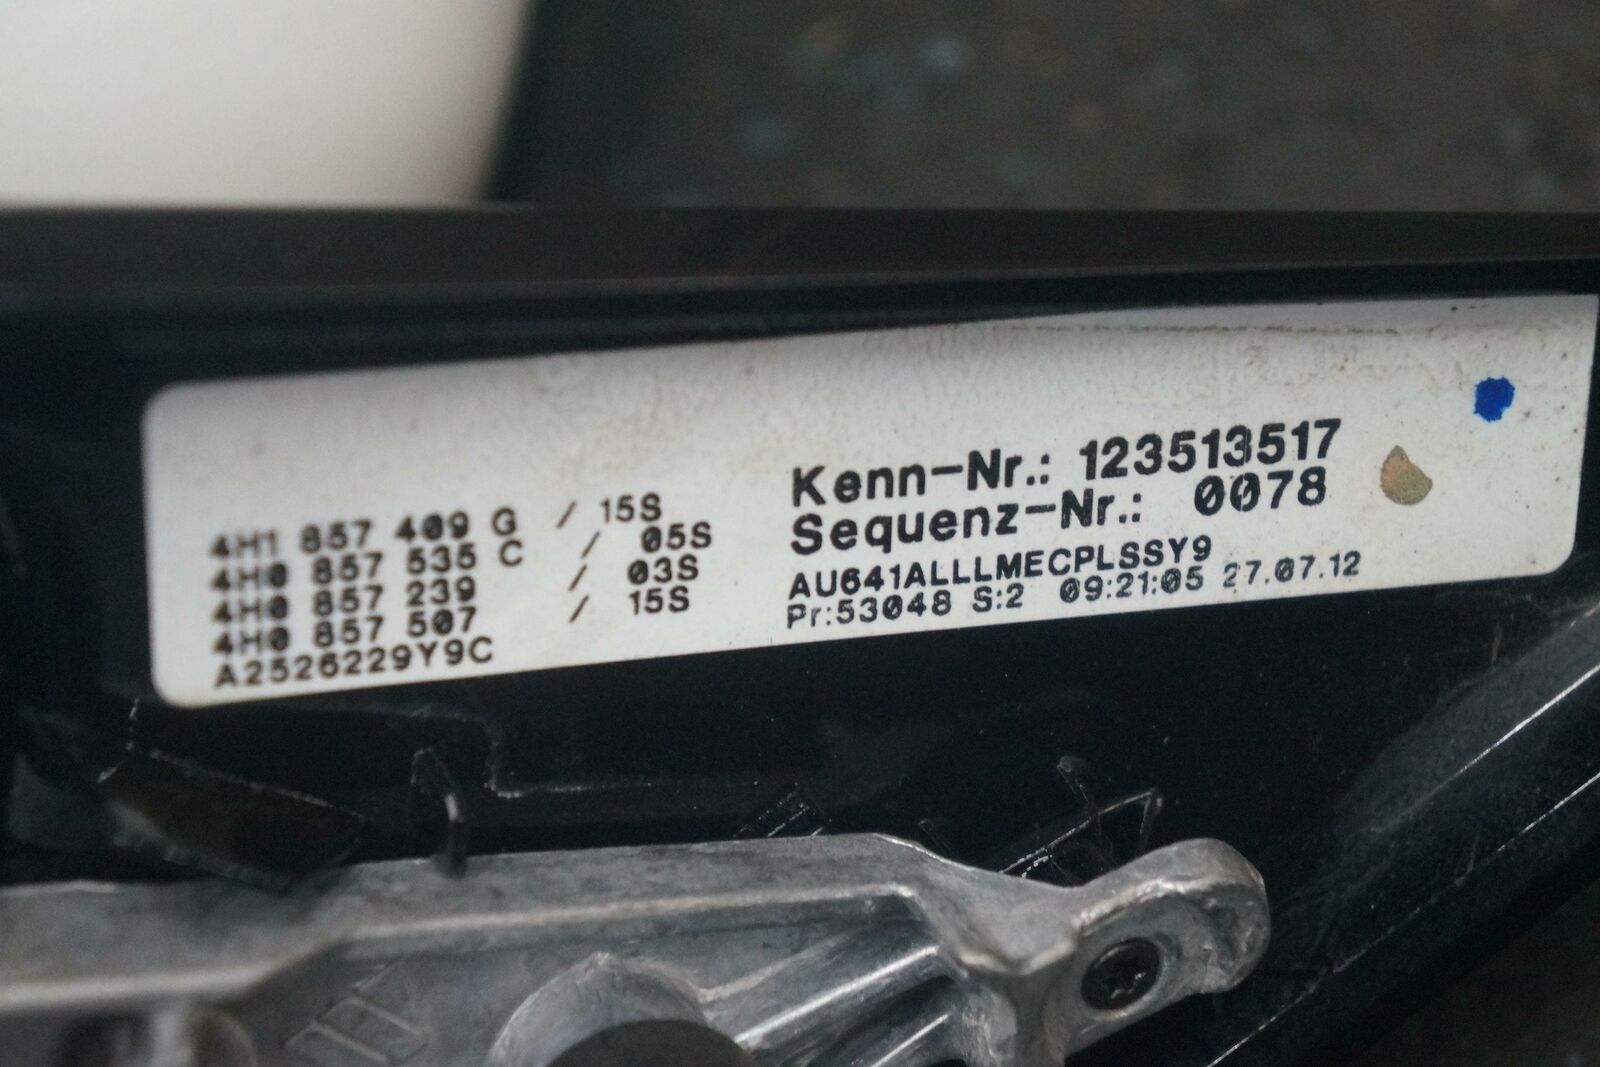 4H1 857 409 G / 15S
4H0 857 535 C / 05S
4H0 857 239 / 03S
4H0 857 507 / 15S
A2526229Y9C
Kenn-Nr.: 123513517
Sequenz-Nr.: 0078
AU641ALLLMECPLSSY9
Pr:53048 S:2 09:21:05 27.07.12